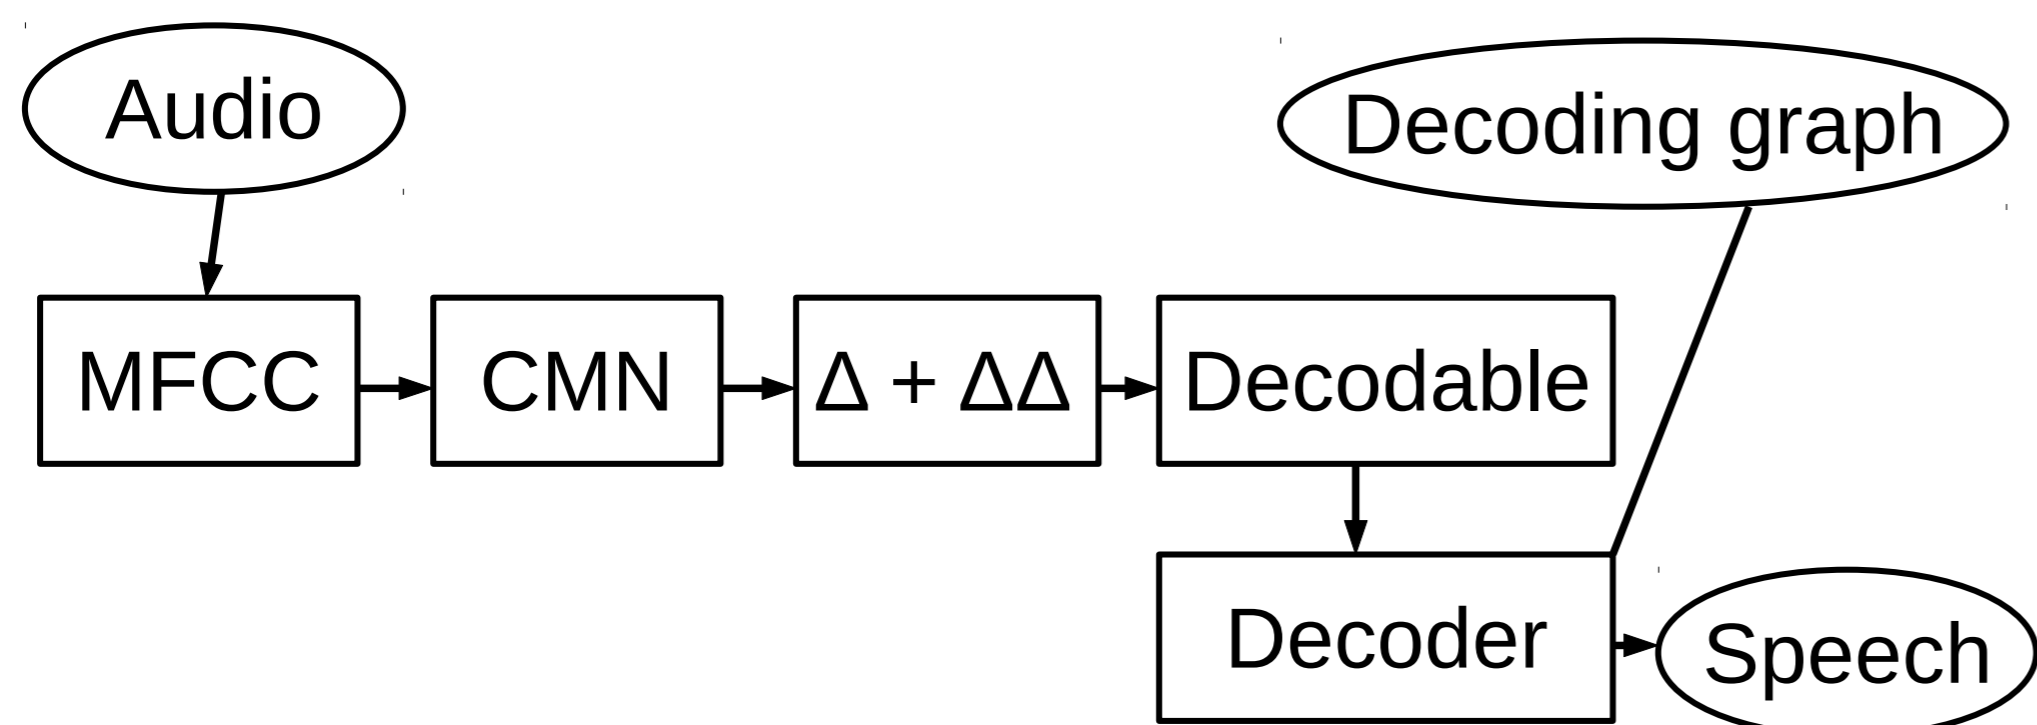 Audio
Decoding graph
MFCC
CMN
Δ + ΔΔ
Decodable
Decoder
Speech